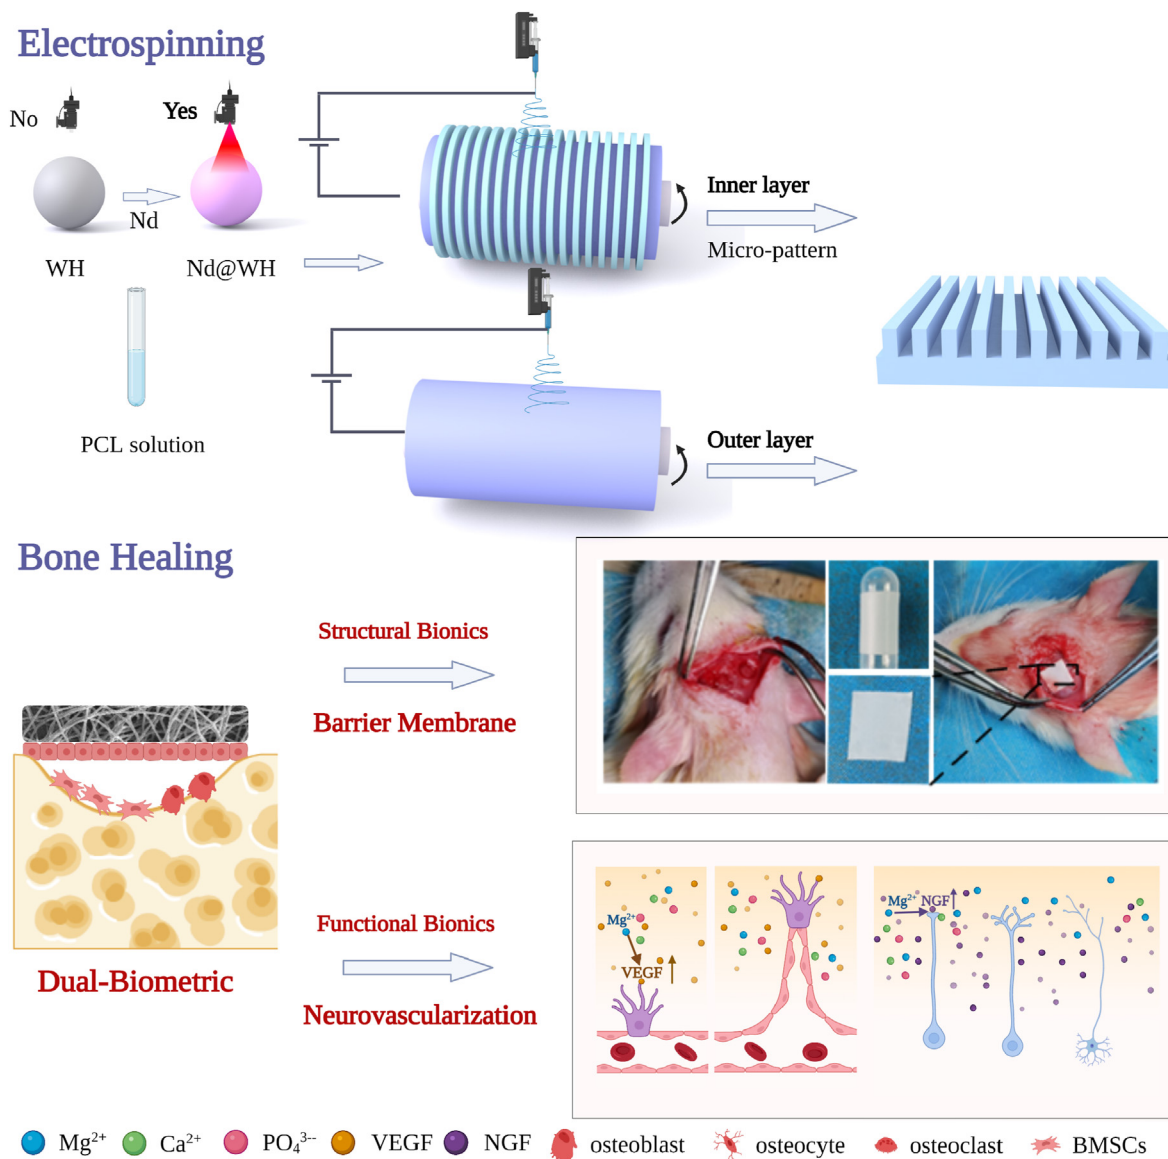 Electrospinning
No
Yes
Nd
WH
Nd@WH
PCL solution
Inner layer
Micro-pattern
Outer layer
Bone Healing
Structural Bionics
Barrier Membrane
Functional Bionics
Neurovascularization
Dual-Biometric
Mg²⁺
VEGF
Mg²⁺ NGF
Mg²⁺ Ca²⁺ PO₄³⁻⁻ VEGF NGF osteoblast osteocyte osteoclast BMSCs